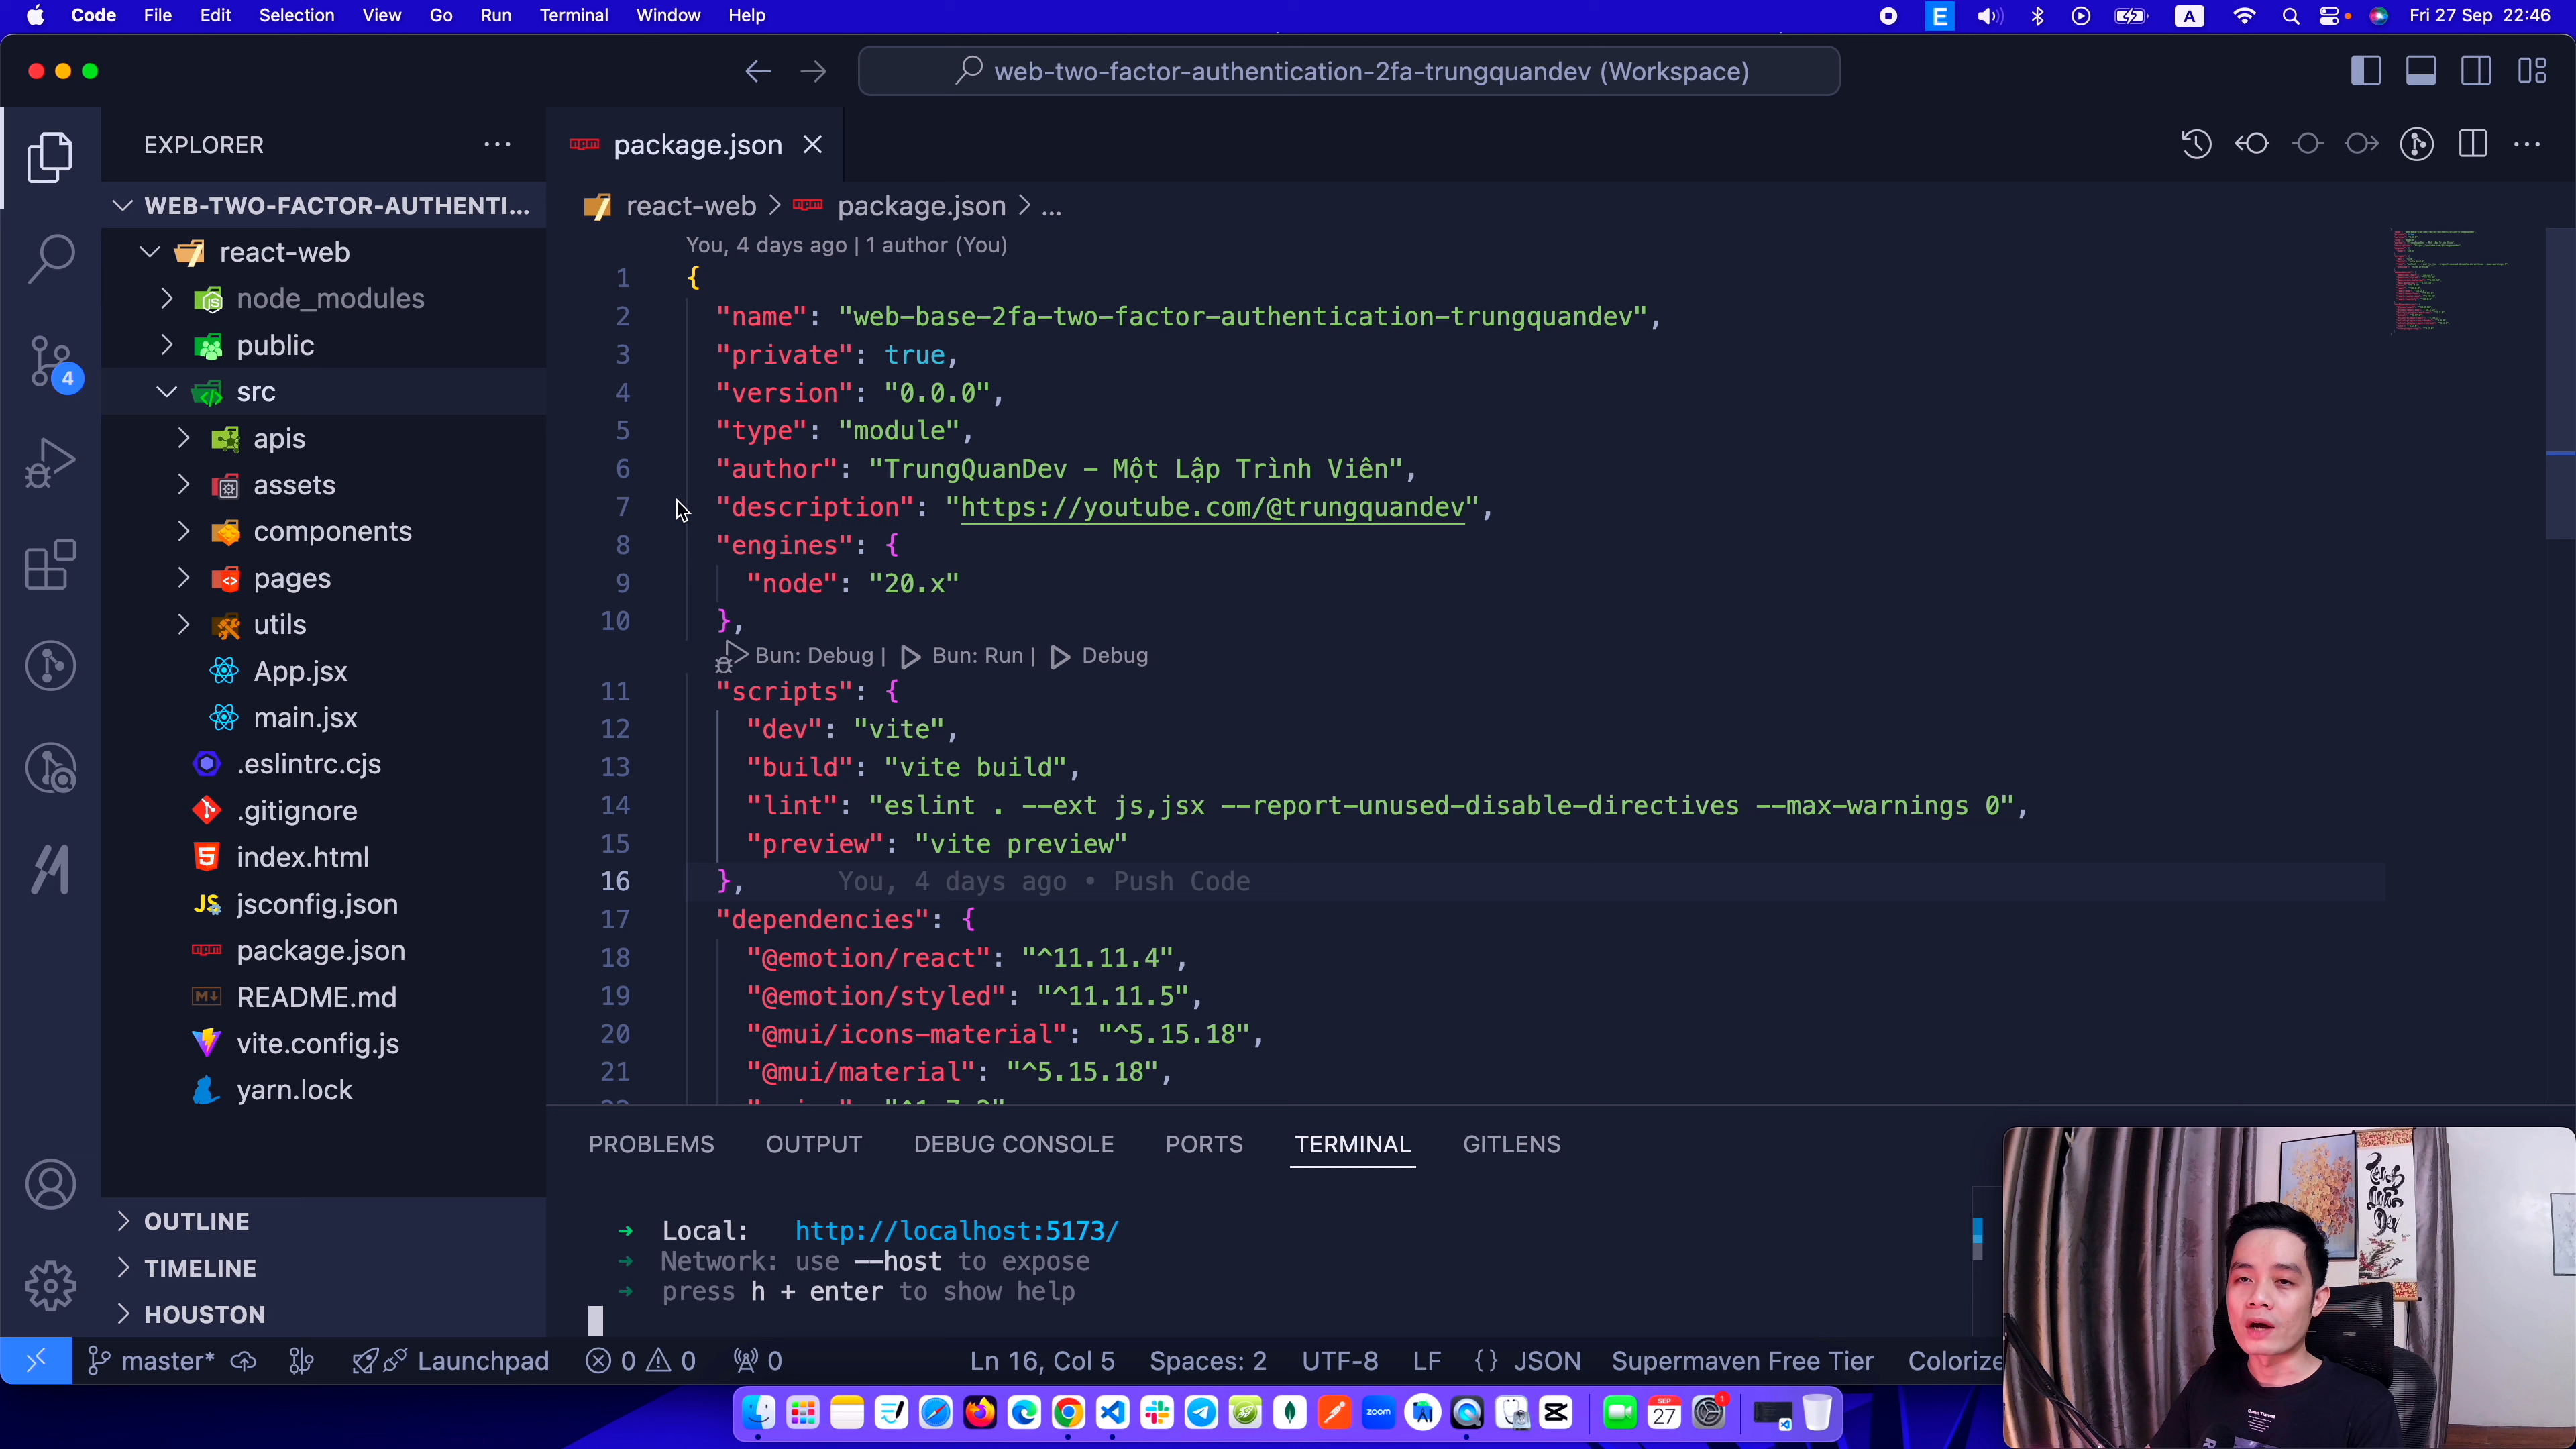 Code File Edit Selection View Go Run Terminal Window Help
E A Fri 27 Sep 22:46
web-two-factor-authentication-2fa-trungquandev (Workspace)
EXPLORER
package.json
WEB-TWO-FACTOR-AUTHENTI...
react-web
node_modules
public
src
apis
assets
components
pages
utils
App.jsx
main.jsx
.eslintrc.cjs
.gitignore
index.html
jsconfig.json
package.json
README.md
vite.config.js
yarn.lock
OUTLINE
TIMELINE
HOUSTON
4
react-web > package.json > ...
You, 4 days ago | 1 author (You)
1 {
2 "name": "web-base-2fa-two-factor-authentication-trungquandev",
3 "private": true,
4 "version": "0.0.0",
5 "type": "module",
6 "author": "TrungQuanDev - Một Lập Trình Viên",
7 "description": "https://youtube.com/@trungquandev",
8 "engines": {
9 "node": "20.x"
10 },
Bun: Debug | Bun: Run | Debug
11 "scripts": {
12 "dev": "vite",
13 "build": "vite build",
14 "lint": "eslint . --ext js,jsx --report-unused-disable-directives --max-warnings 0",
15 "preview": "vite preview"
16 }, You, 4 days ago • Push Code
17 "dependencies": {
18 "@emotion/react": "^11.11.4",
19 "@emotion/styled": "^11.11.5",
20 "@mui/icons-material": "^5.15.18",
21 "@mui/material": "^5.15.18",
PROBLEMS OUTPUT DEBUG CONSOLE PORTS TERMINAL GITLENS
➜ Local: http://localhost:5173/
➜ Network: use --host to expose
➜ press h + enter to show help
master* Launchpad 0 0 0 Ln 16, Col 5 Spaces: 2 UTF-8 LF {} JSON Supermaven Free Tier Colorize
zoom
SEP
27
1